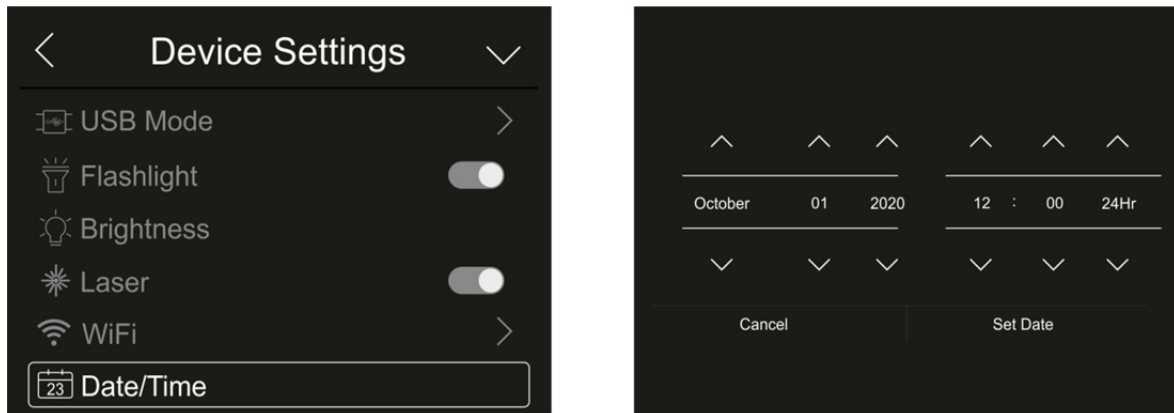 Device Settings
USB Mode
Flashlight
Brightness
Laser
WiFi
23 Date/Time
October 01 2020 12 : 00 24Hr
Cancel Set Date